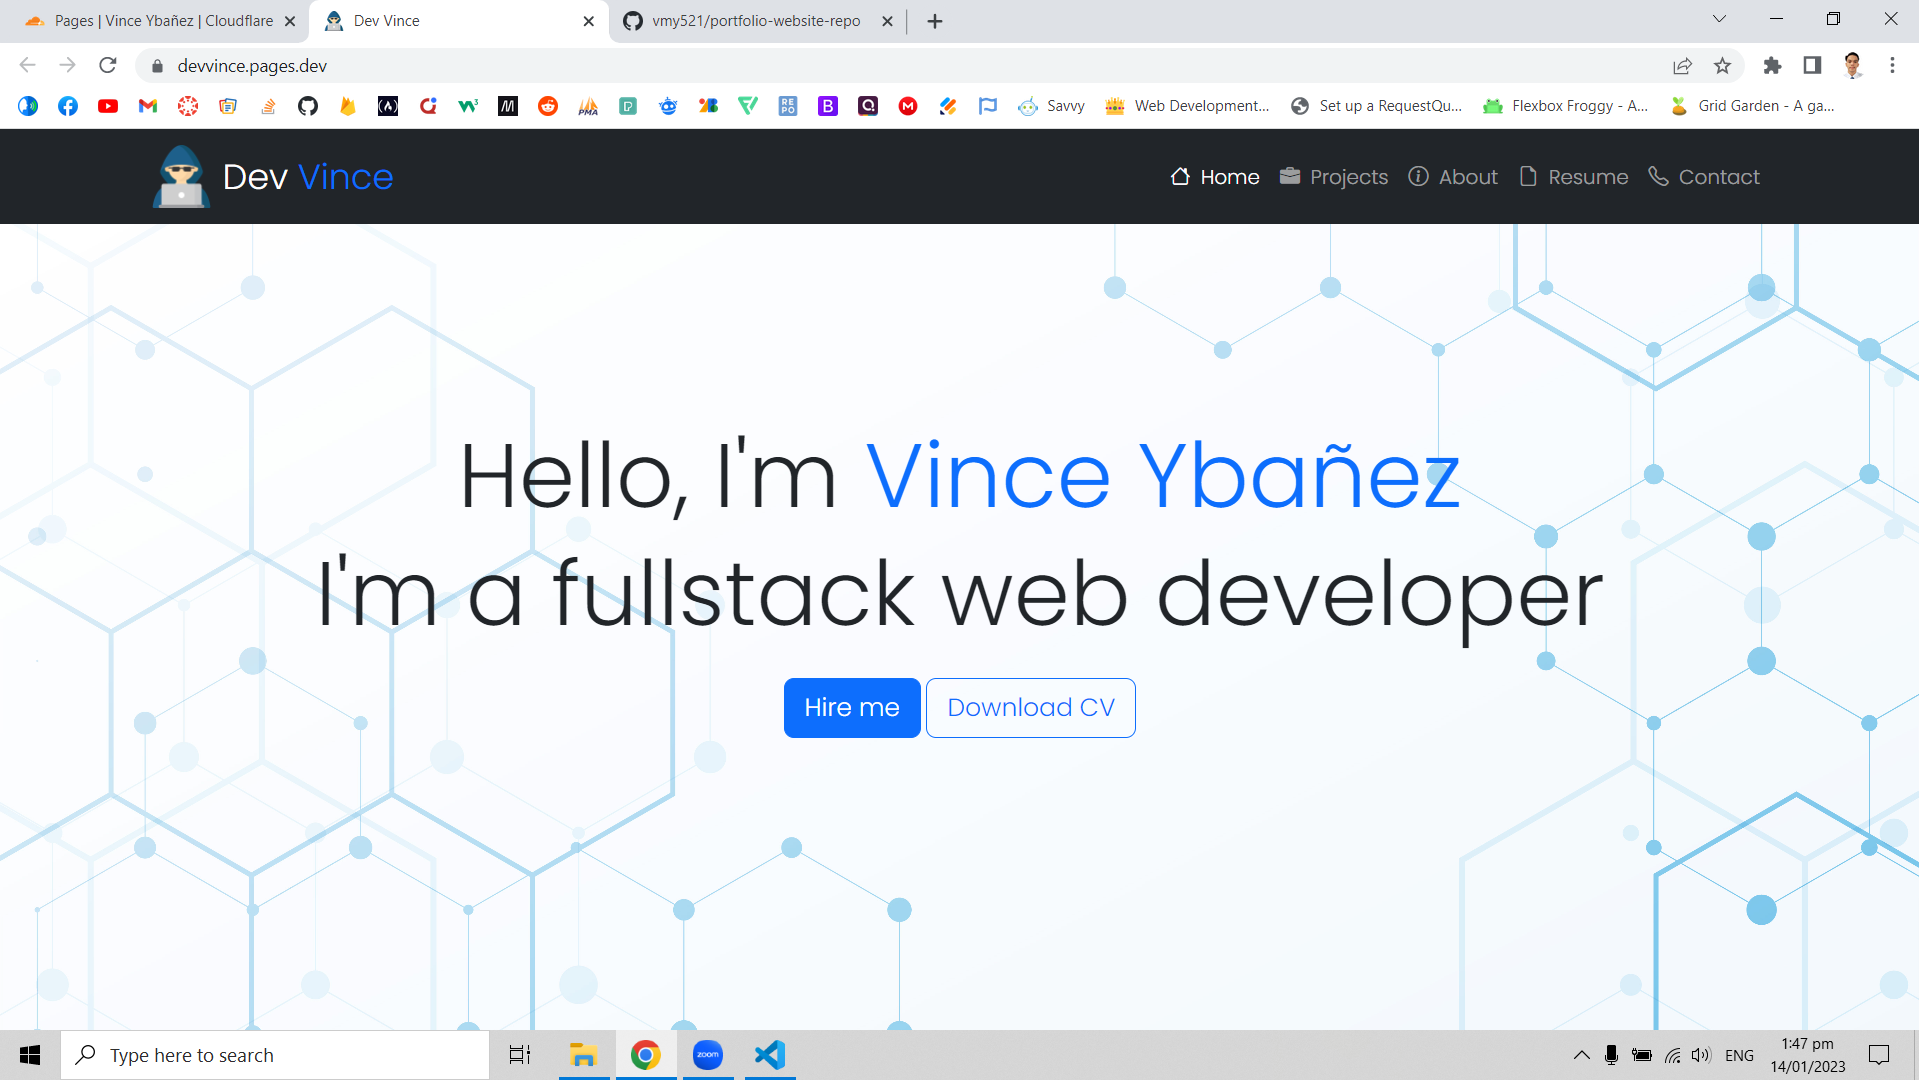 Pages | Vince Ybañez | Cloudflare
Dev Vince
vmy521/portfolio-website-repo
devvince.pages.dev
Savvy
Web Development...
Set up a RequestQu...
Flexbox Froggy - A...
Grid Garden - A ga...
Dev Vince
Home
Projects
About
Resume
Contact
Hello, I'm Vince Ybañez
I'm a fullstack web developer
Hire me
Download CV
Type here to search
zoom
ENG
1:47 pm
14/01/2023